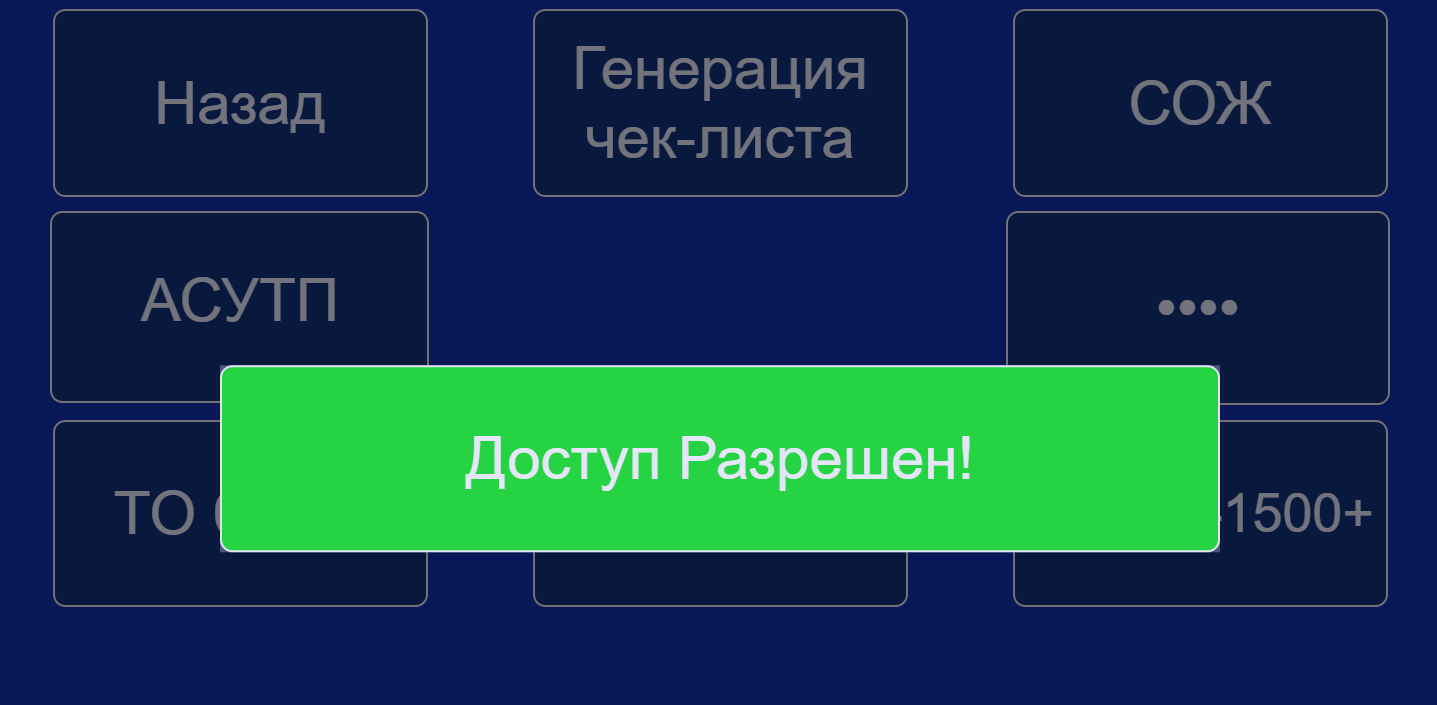 Назад
Генерация
чек-листа
СОЖ
АСУТП
••••
Доступ Разрешен!
ТО
1500+